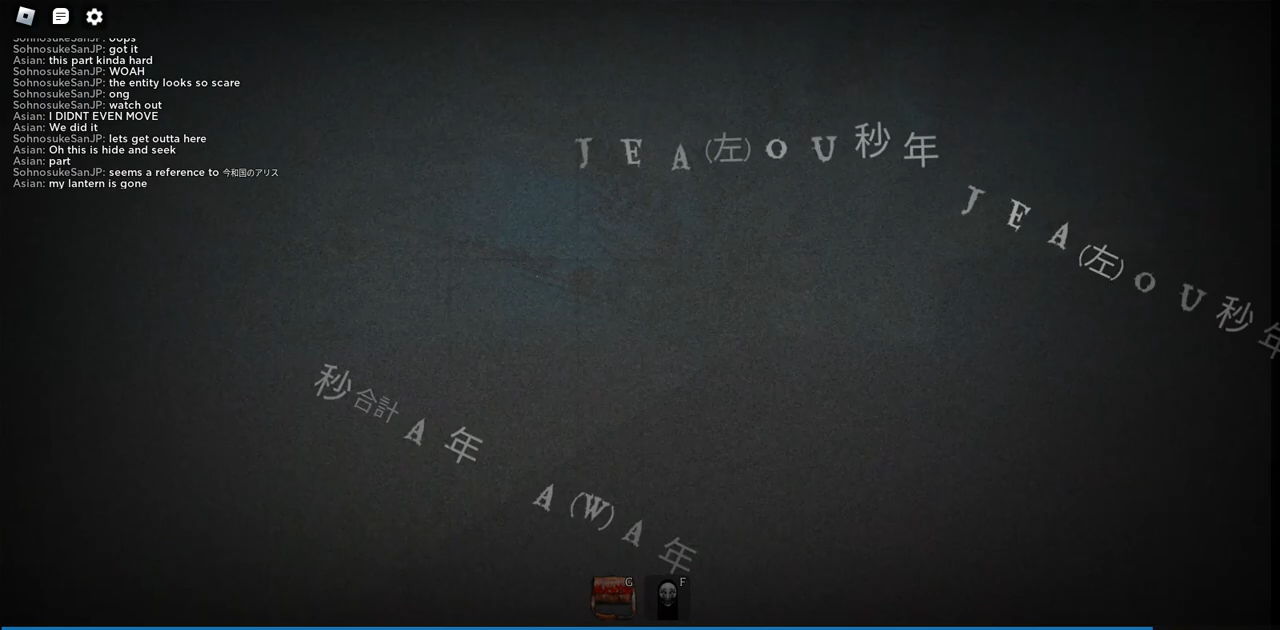 SohnosukeSanJP: oops
SohnosukeSanJP: got it
Asian: this part kinda hard
SohnosukeSanJP: WOAH
SohnosukeSanJP: the entity looks so scare
SohnosukeSanJP: ong
SohnosukeSanJP: watch out
Asian: I DIDNT EVEN MOVE
Asian: We did it
SohnosukeSanJP: lets get outta here
Asian: Oh this is hide and seek
Asian: part
SohnosukeSanJP: seems a reference to 今和国のアリス
Asian: my lantern is gone
J E A (左) O U 秒 年
J E A (左) O U 秒 年
秒 合計 A 年
A (W) A 年
G
F